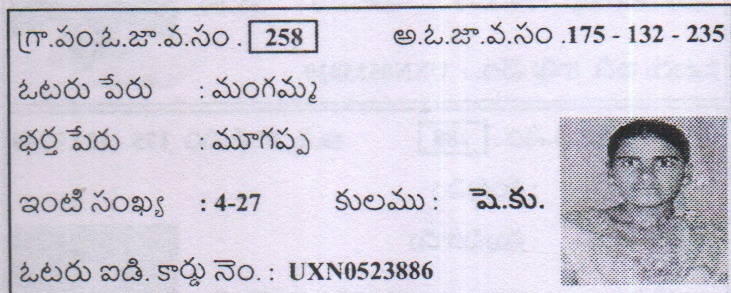 గ్రా.పం.ఓ.జా.వ.సం . 258 అ.ఓ.జా.వ.సం .175 - 132 - 235
ఓటరు పేరు : మంగమ్మ
భర్త పేరు : మూగప్ప
ఇంటి సంఖ్య : 4-27 కులము : షె.కు.
ఓటరు ఐడి. కార్డు నెం. : UXN0523886